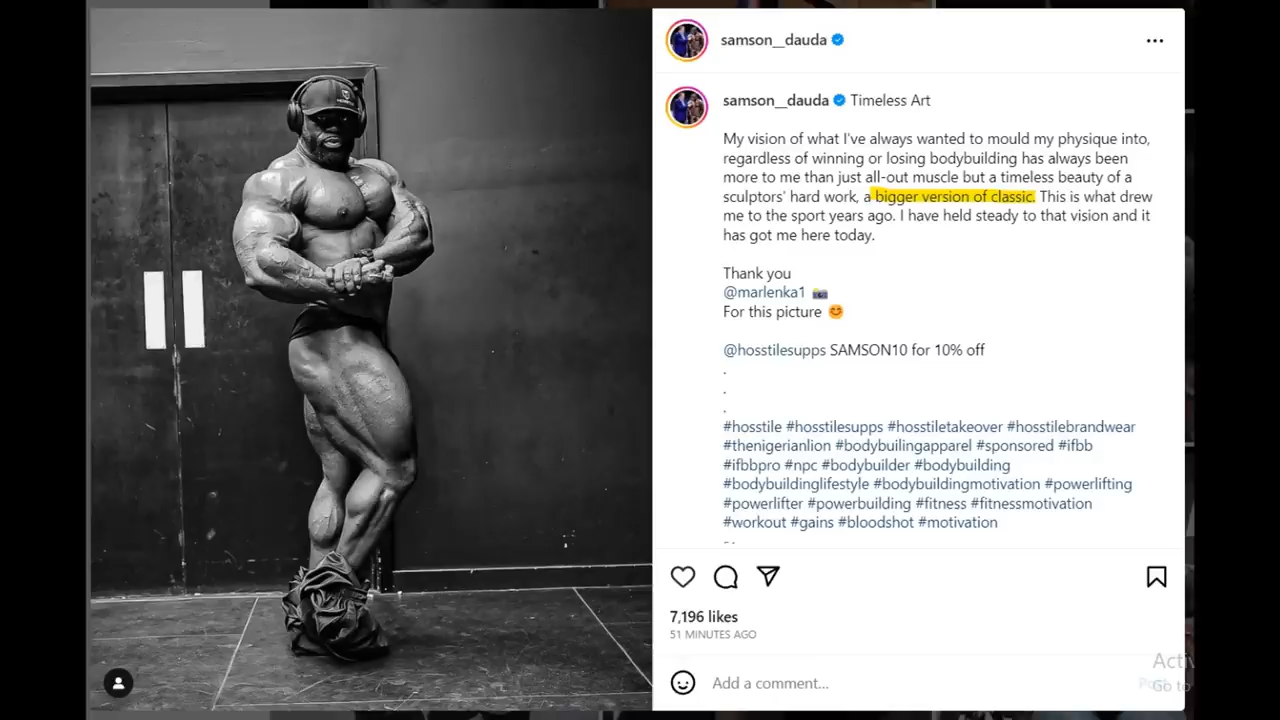 samson__dauda
samson__dauda Timeless Art
My vision of what I've always wanted to mould my physique into,
regardless of winning or losing bodybuilding has always been
more to me than just all-out muscle but a timeless beauty of a
sculptors' hard work, a bigger version of classic. This is what drew
me to the sport years ago. I have held steady to that vision and it
has got me here today.
Thank you
@marlenka1 📸
For this picture 😊
@hosstilesupps SAMSON10 for 10% off
.
.
.
#hosstile #hosstilesupps #hosstiletakeover #hosstilebrandwear
#thenigerianlion #bodybuilingapparel #sponsored #ifbb
#ifbbpro #npc #bodybuilder #bodybuilding
#bodybuildinglifestyle #bodybuildingmotivation #powerlifting
#powerlifter #powerbuilding #fitness #fitnessmotivation
#workout #gains #bloodshot #motivation
7,196 likes
51 MINUTES AGO
Add a comment...
Post
Go to